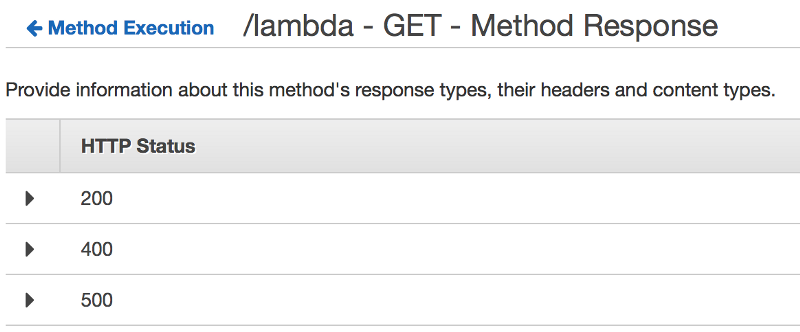 Method Execution /lambda - GET - Method Response
Provide information about this method's response types, their headers and content types.
HTTP Status
200
400
500